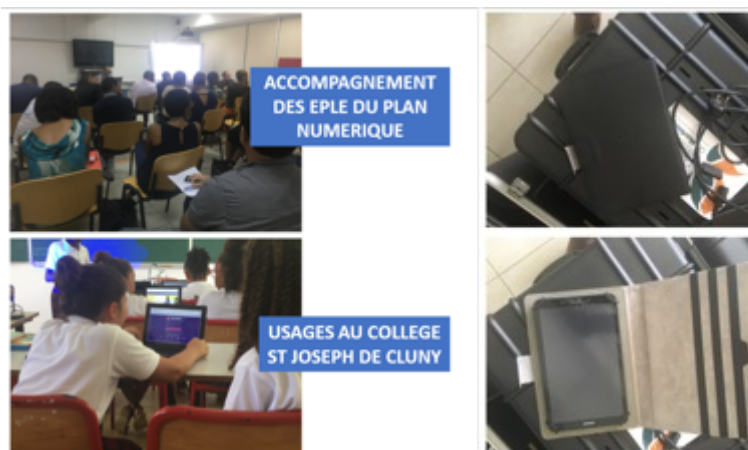 ACCOMPAGNEMENT
DES EPLE DU PLAN
NUMERIQUE
USAGES AU COLLEGE
ST JOSEPH DE CLUNY